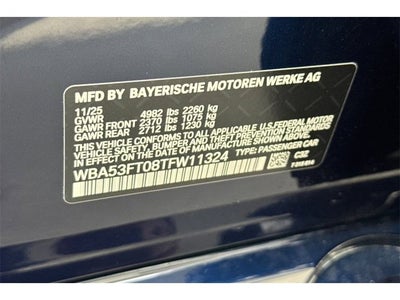 MFD BY BAYERISCHE MOTOREN WERKE AG
11/25
GVWR 4982 lbs 2260 kg
GAWR FRONT 2370 lbs 1075 kg
GAWR REAR 2712 lbs 1230 kg
THIS VEHICLE CONFORMS TO ALL APPLICABLE U.S. FEDERAL MOTOR
VEHICLE SAFETY, BUMPER, AND THEFT PREVENTION STANDARDS
IN EFFECT ON THE DATE OF MANUFACTURE SHOWN ABOVE.
WBA53FT08TFW11324 TYPE: PASSENGER CAR